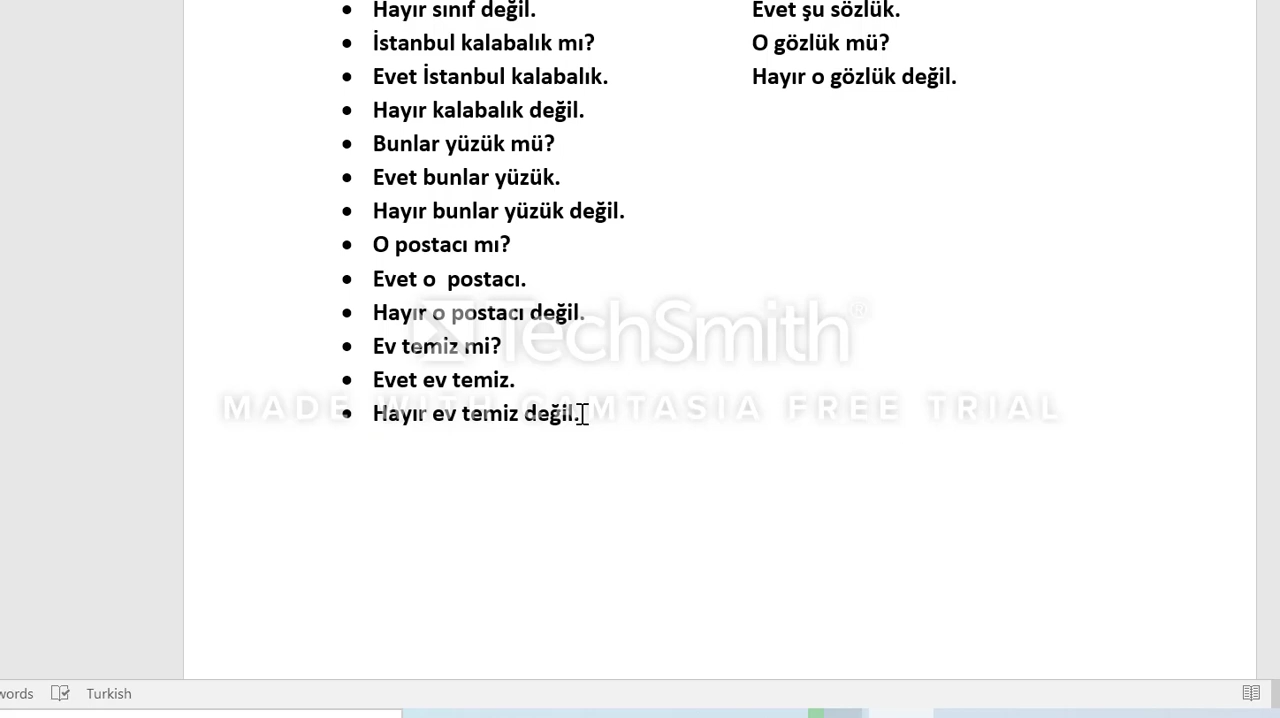 Hayır sınıf değil.
İstanbul kalabalık mı?
Evet İstanbul kalabalık.
Hayır kalabalık değil.
Bunlar yüzük mü?
Evet bunlar yüzük.
Hayır bunlar yüzük değil.
O postacı mı?
Evet o  postacı.
Hayır o postacı değil.
Ev temiz mi?
Evet ev temiz.
Hayır ev temiz değil.
Evet şu sözlük.
O gözlük mü?
Hayır o gözlük değil.
TechSmith®
MADE WITH CAMTASIA FREE TRIAL
words
Turkish